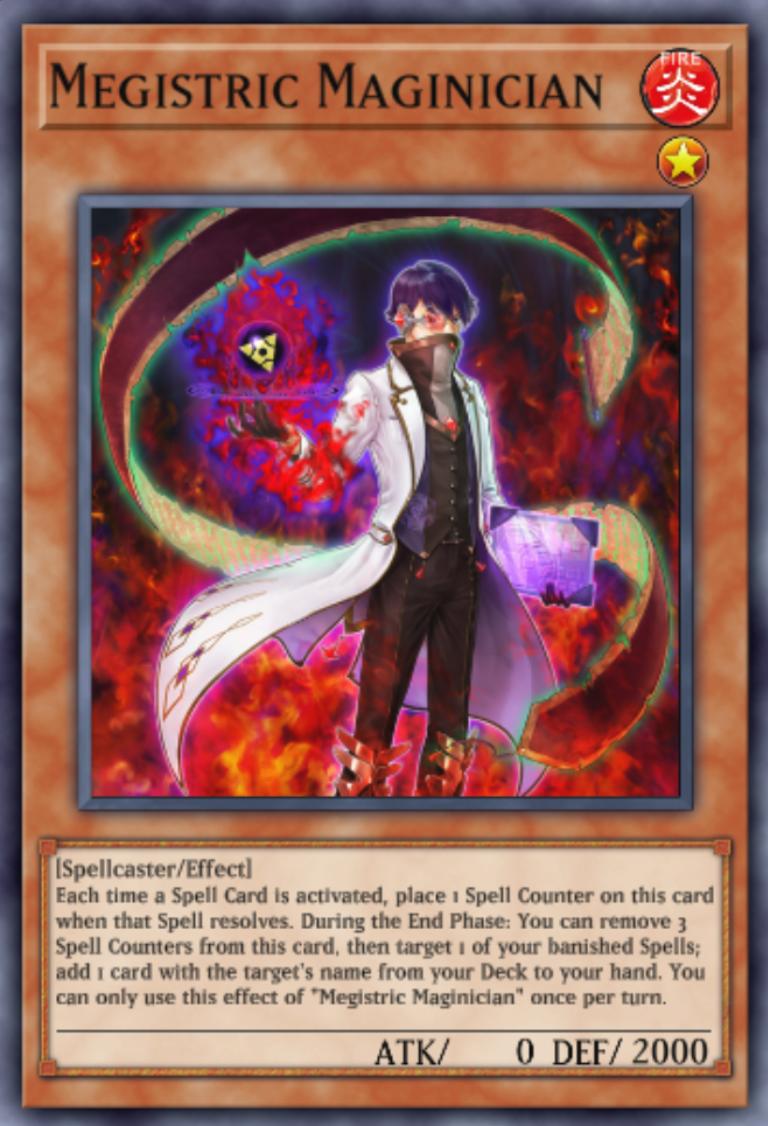 Megistric Maginician
FIRE
炎
[Spellcaster/Effect]
Each time a Spell Card is activated, place 1 Spell Counter on this card
when that Spell resolves. During the End Phase: You can remove 3
Spell Counters from this card, then target 1 of your banished Spells;
add 1 card with the target's name from your Deck to your hand. You
can only use this effect of "Megistric Maginician" once per turn.
ATK/ 0 DEF/ 2000